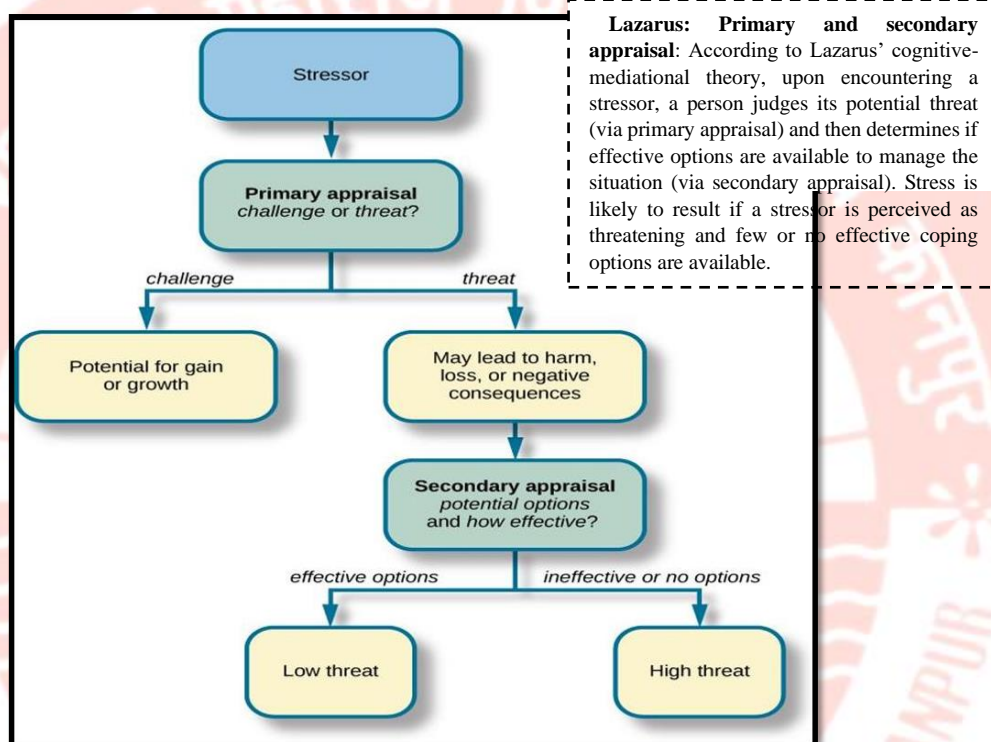 Lazarus: Primary and secondary
appraisal: According to Lazarus’ cognitive-
mediational theory, upon encountering a
stressor, a person judges its potential threat
(via primary appraisal) and then determines if
effective options are available to manage the
situation (via secondary appraisal). Stress is
likely to result if a stressor is perceived as
threatening and few or no effective coping
options are available.
Stressor
Primary appraisal
challenge or threat?
challenge
threat
Potential for gain
or growth
May lead to harm,
loss, or negative
consequences
Secondary appraisal
potential options
and how effective?
effective options
ineffective or no options
Low threat
High threat
कानपुर
ANPUR